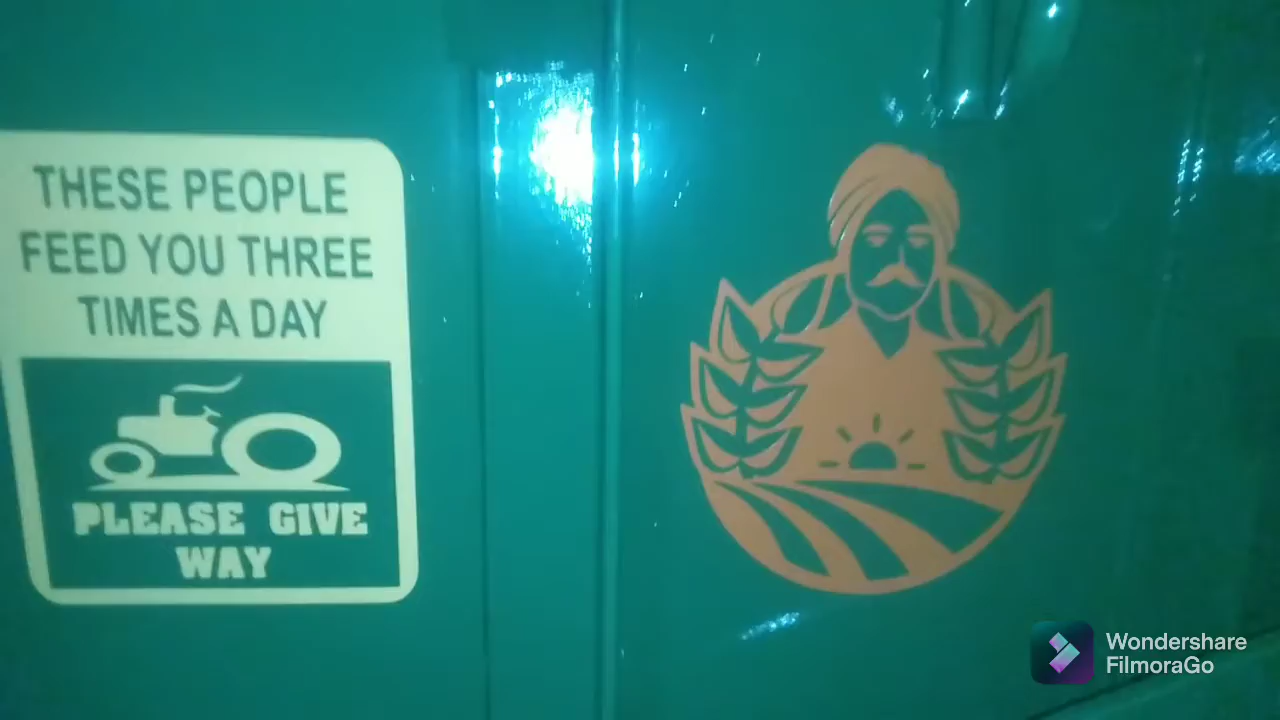 THESE PEOPLE
FEED YOU THREE
TIMES A DAY
PLEASE GIVE
WAY
Wondershare
FilmoraGo